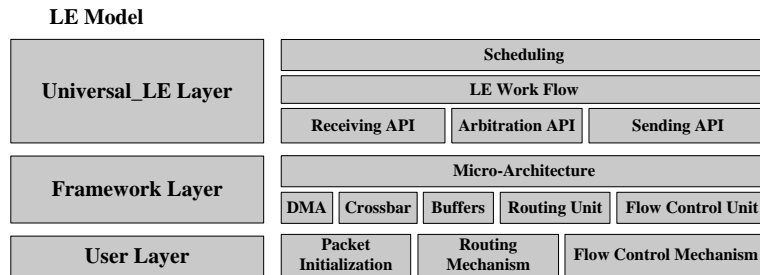 LE Model
Universal_LE Layer
Scheduling
LE Work Flow
Receiving API
Arbitration API
Sending API
Framework Layer
Micro-Architecture
DMA
Crossbar
Buffers
Routing Unit
Flow Control Unit
User Layer
Packet
Initialization
Routing
Mechanism
Flow Control Mechanism